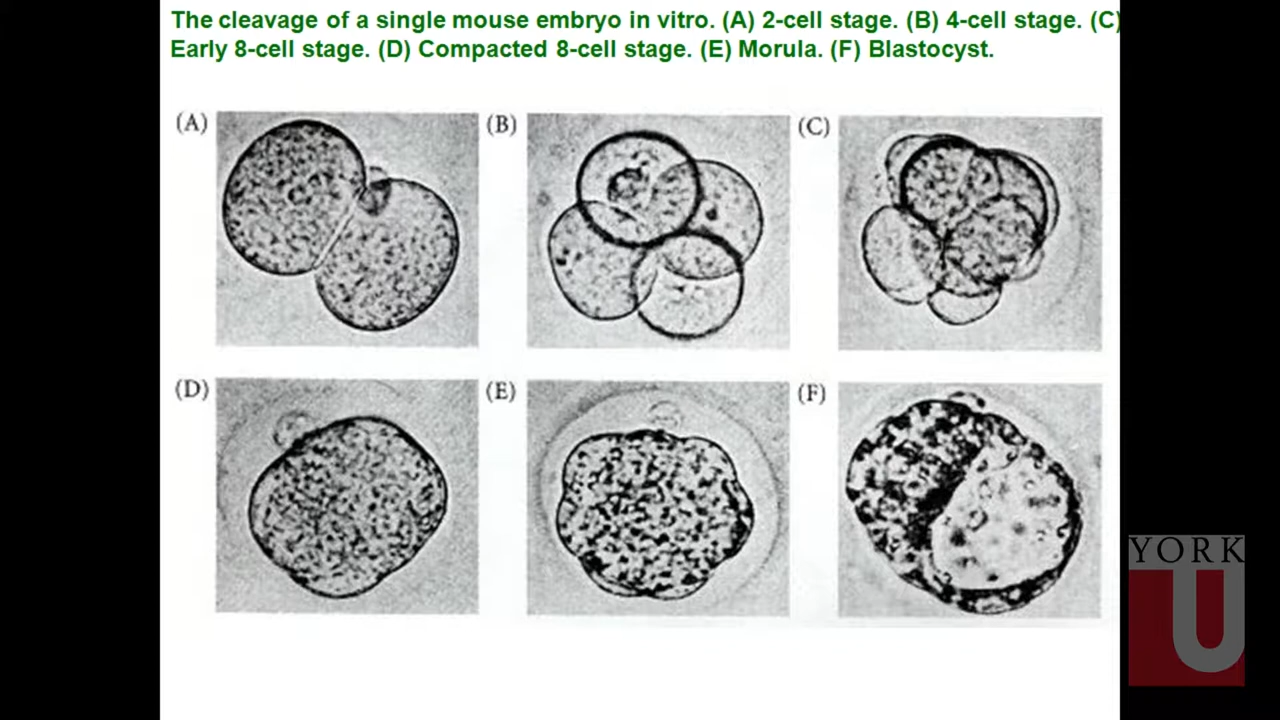 The cleavage of a single mouse embryo in vitro. (A) 2-cell stage. (B) 4-cell stage. (C)
Early 8-cell stage. (D) Compacted 8-cell stage. (E) Morula. (F) Blastocyst.
(A)
(B)
(C)
(D)
(E)
(F)
YORK
U